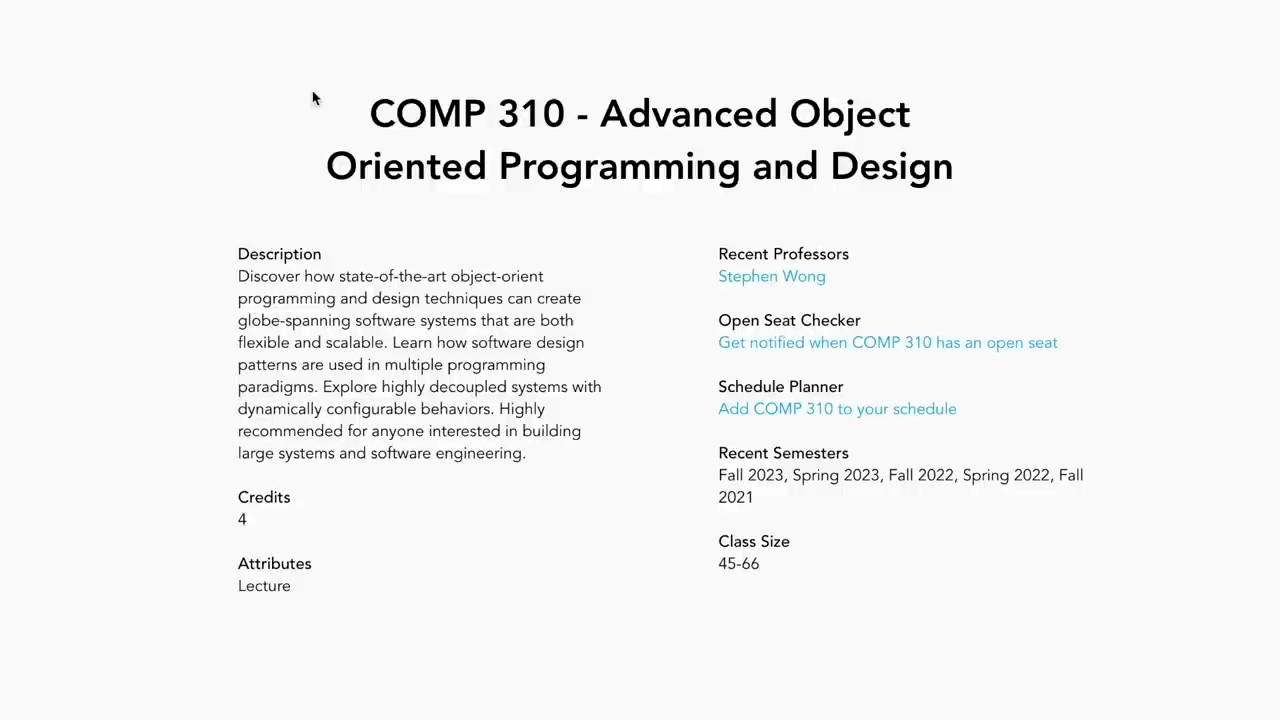 COMP 310 - Advanced Object
Oriented Programming and Design
Description
Discover how state-of-the-art object-orient
programming and design techniques can create
globe-spanning software systems that are both
flexible and scalable. Learn how software design
patterns are used in multiple programming
paradigms. Explore highly decoupled systems with
dynamically configurable behaviors. Highly
recommended for anyone interested in building
large systems and software engineering.
Credits
4
Attributes
Lecture
Recent Professors
Stephen Wong
Open Seat Checker
Get notified when COMP 310 has an open seat
Schedule Planner
Add COMP 310 to your schedule
Recent Semesters
Fall 2023, Spring 2023, Fall 2022, Spring 2022, Fall
2021
Class Size
45-66